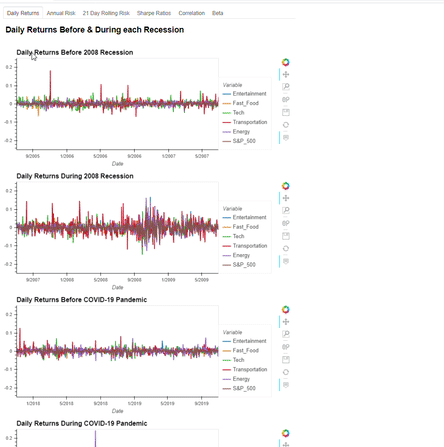 Daily Returns Annual Risk 21 Day Rolling Risk Sharpe Ratios Correlation Beta
Daily Returns Before & During each Recession
Daily Returns Before 2008 Recession
0.2
0.1
0
-0.1
-0.2
9/2005 1/2006 5/2006 9/2006 1/2007 5/2007
Date
Variable
Entertainment
Fast_Food
Tech
Transportation
Energy
S&P_500
Daily Returns During 2008 Recession
0.2
0.1
0
-0.1
-0.2
9/2007 1/2008 5/2008 9/2008 1/2009 5/2009
Date
Variable
Entertainment
Fast_Food
Tech
Transportation
Energy
S&P_500
Daily Returns Before COVID-19 Pandemic
0.2
0.1
0
-0.1
-0.2
1/2018 5/2018 9/2018 1/2019 5/2019 9/2019
Date
Variable
Entertainment
Fast_Food
Tech
Transportation
Energy
S&P_500
Daily Returns During COVID-19 Pandemic
0.2